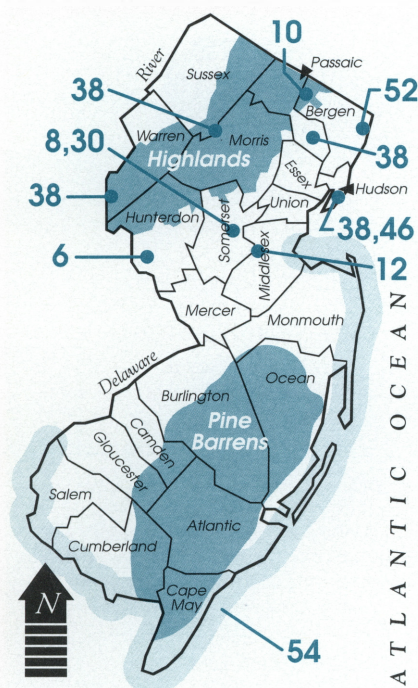 10
Passaic
River
Sussex
38
52
Bergen
8,30
Warren
Morris
38
Highlands
Essex
38
Hudson
Hunterdon
Somerset
Union
38,46
6
Middlesex
12
Mercer
Monmouth
Delaware
Ocean
Burlington
Pine
Barrens
Camden
Gloucester
Salem
Atlantic
Cumberland
Cape
May
N
54
ATLANTIC OCEAN